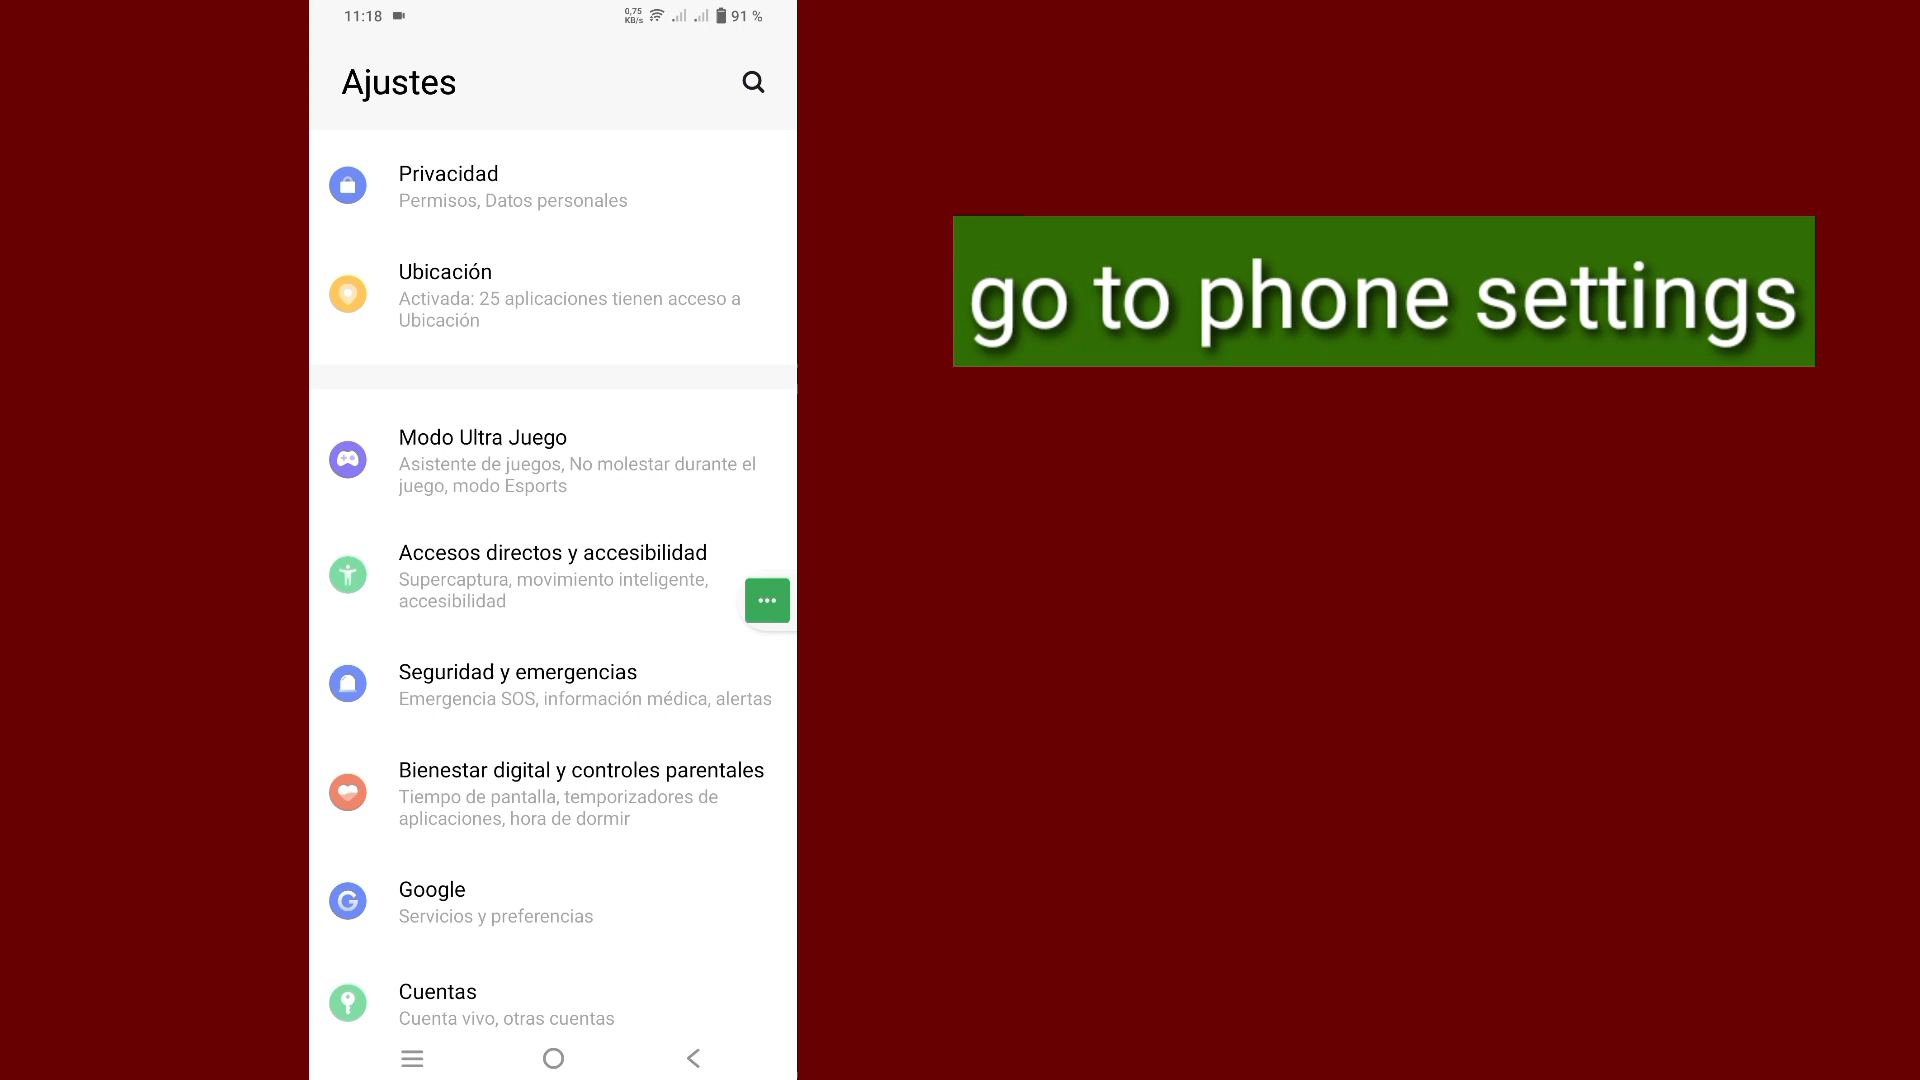 11:18
0,75
KB/s
91 %
Ajustes
Privacidad
Permisos, Datos personales
Ubicación
Activada: 25 aplicaciones tienen acceso a
Ubicación
Modo Ultra Juego
Asistente de juegos, No molestar durante el
juego, modo Esports
Accesos directos y accesibilidad
Supercaptura, movimiento inteligente,
accesibilidad
Seguridad y emergencias
Emergencia SOS, información médica, alertas
Bienestar digital y controles parentales
Tiempo de pantalla, temporizadores de
aplicaciones, hora de dormir
Google
Servicios y preferencias
Cuentas
Cuenta vivo, otras cuentas
go to phone settings